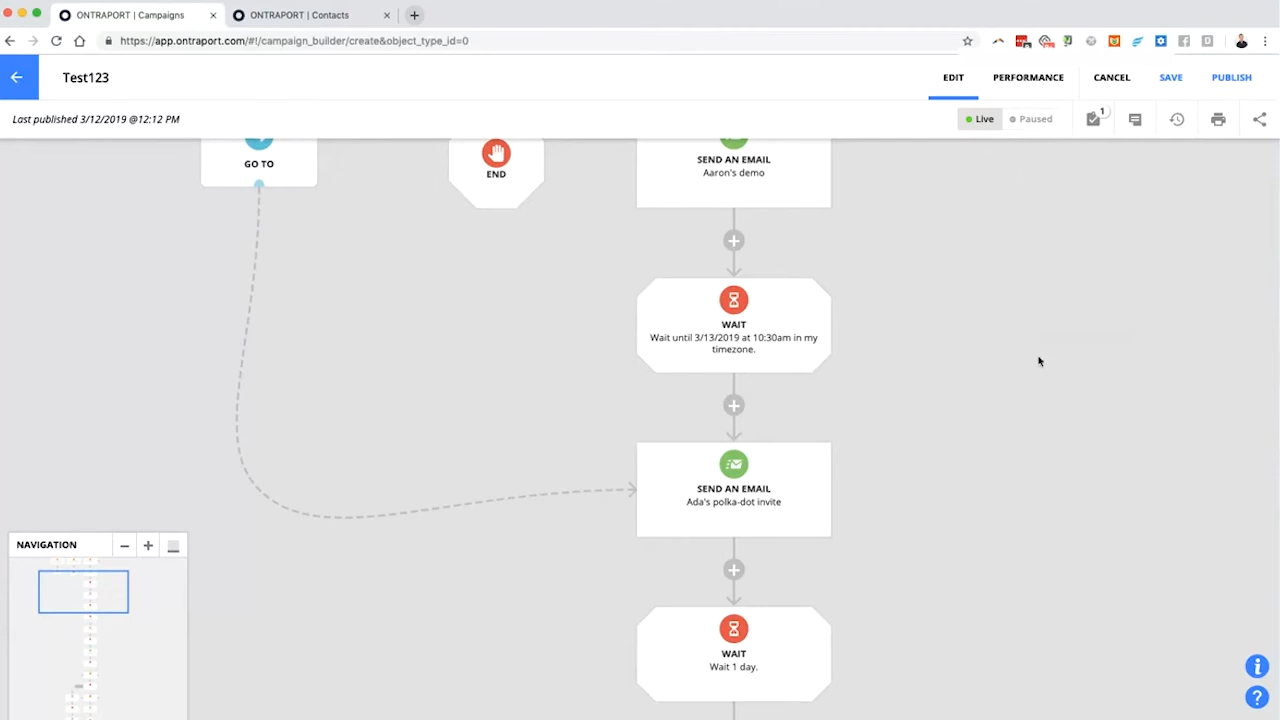 ONTRAPORT | Campaigns
ONTRAPORT | Contacts
https://app.ontraport.com/#!/campaign_builder/create&object_type_id=0
Test123
EDIT
PERFORMANCE
CANCEL
SAVE
PUBLISH
Last published 3/12/2019 @12:12 PM
Live
Paused
1
GO TO
END
SEND AN EMAIL
Aaron's demo
WAIT
Wait until 3/13/2019 at 10:30am in my
timezone.
SEND AN EMAIL
Ada's polka-dot invite
NAVIGATION
WAIT
Wait 1 day.